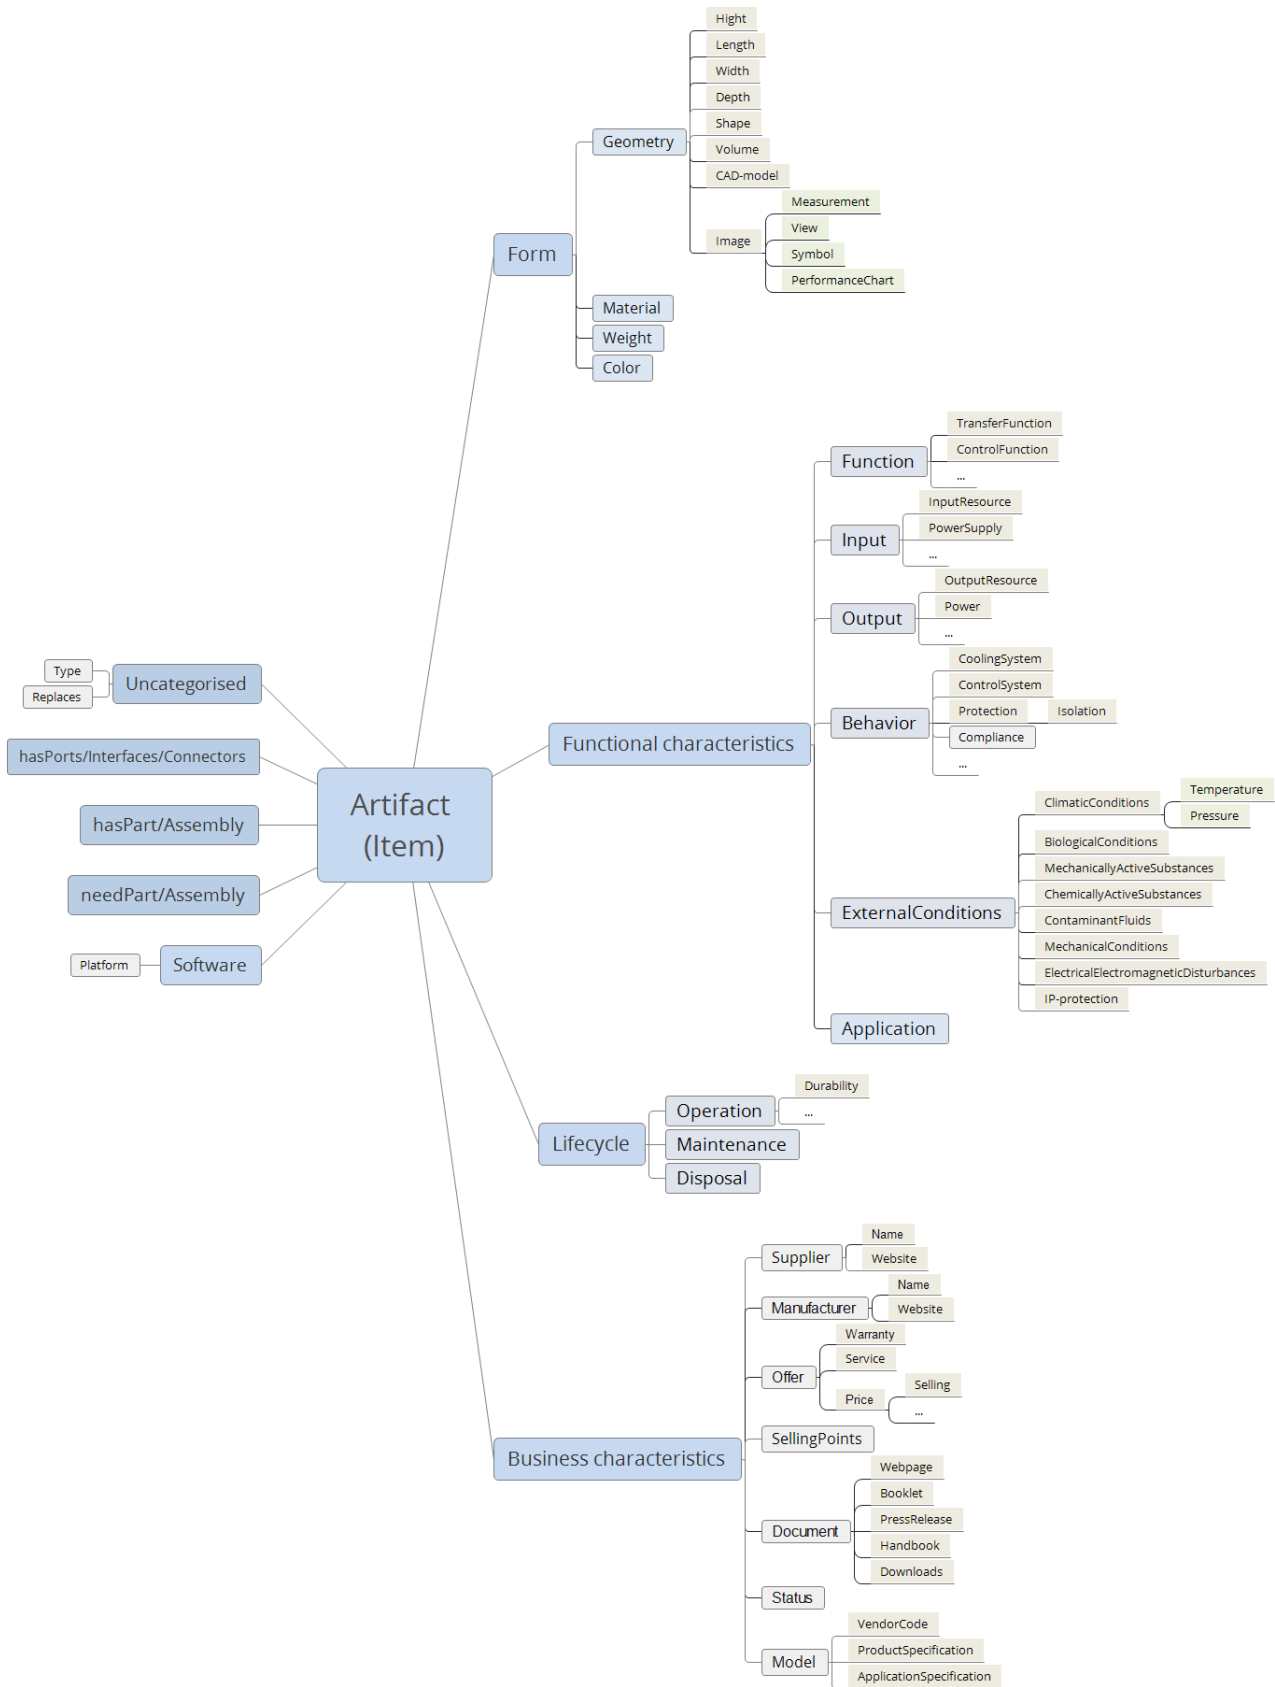 Hight
Length
Width
Depth
Shape
Volume
CAD-model
Measurement
View
Symbol
PerformanceChart
Image
Geometry
Form
Material
Weight
Color
TransferFunction
ControlFunction
...
Function
InputResource
PowerSupply
...
Input
OutputResource
Power
...
Output
CoolingSystem
ControlSystem
Protection
Isolation
Compliance
...
Behavior
Functional characteristics
Temperature
Pressure
ClimaticConditions
BiologicalConditions
MechanicallyActiveSubstances
ChemicallyActiveSubstances
ContaminantFluids
MechanicalConditions
ElectricalElectromagneticDisturbances
IP-protection
ExternalConditions
Application
Type
Replaces
Uncategorised
hasPorts/Interfaces/Connectors
hasPart/Assembly
needPart/Assembly
Platform
Software
Artifact
(Item)
Durability
...
Operation
Maintenance
Disposal
Lifecycle
Name
Website
Supplier
Name
Website
Manufacturer
Warranty
Service
Selling
...
Price
Offer
SellingPoints
Business characteristics
Webpage
Booklet
PressRelease
Handbook
Downloads
Document
Status
VendorCode
ProductSpecification
ApplicationSpecification
Model